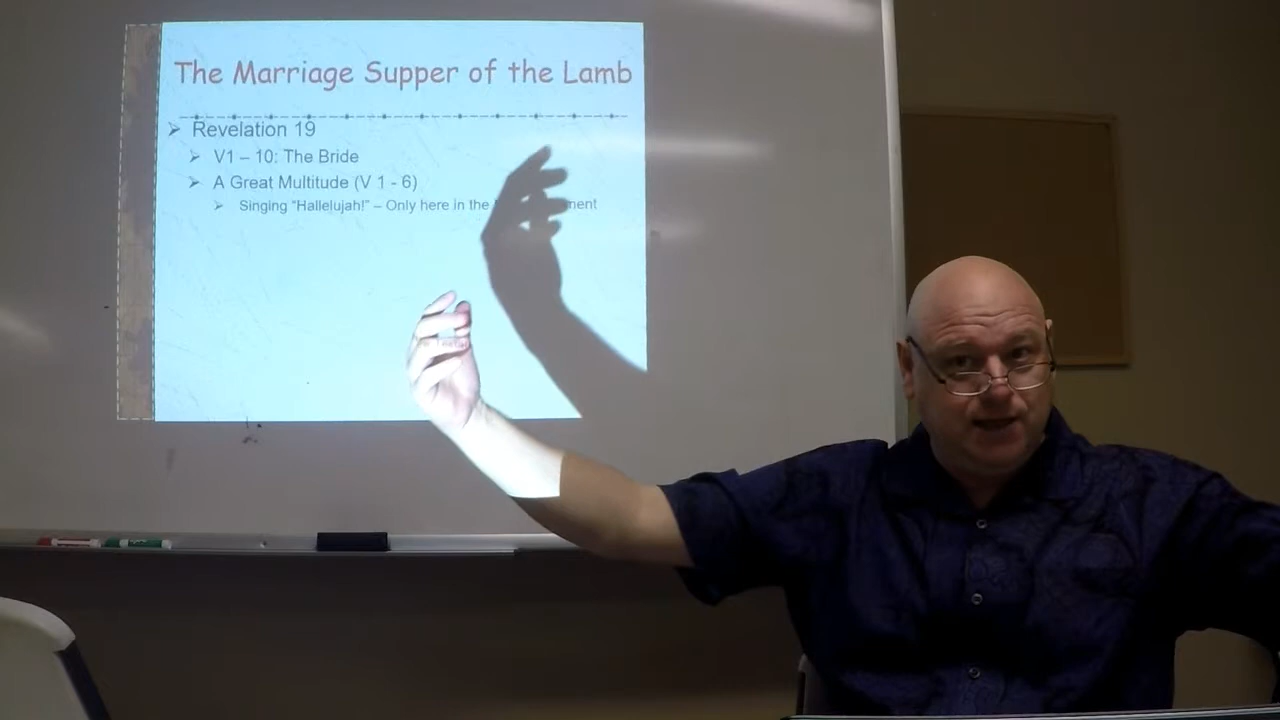 The Marriage Supper of the Lamb
Revelation 19
V1 – 10: The Bride
A Great Multitude (V 1 - 6)
Singing “Hallelujah!” – Only here in the